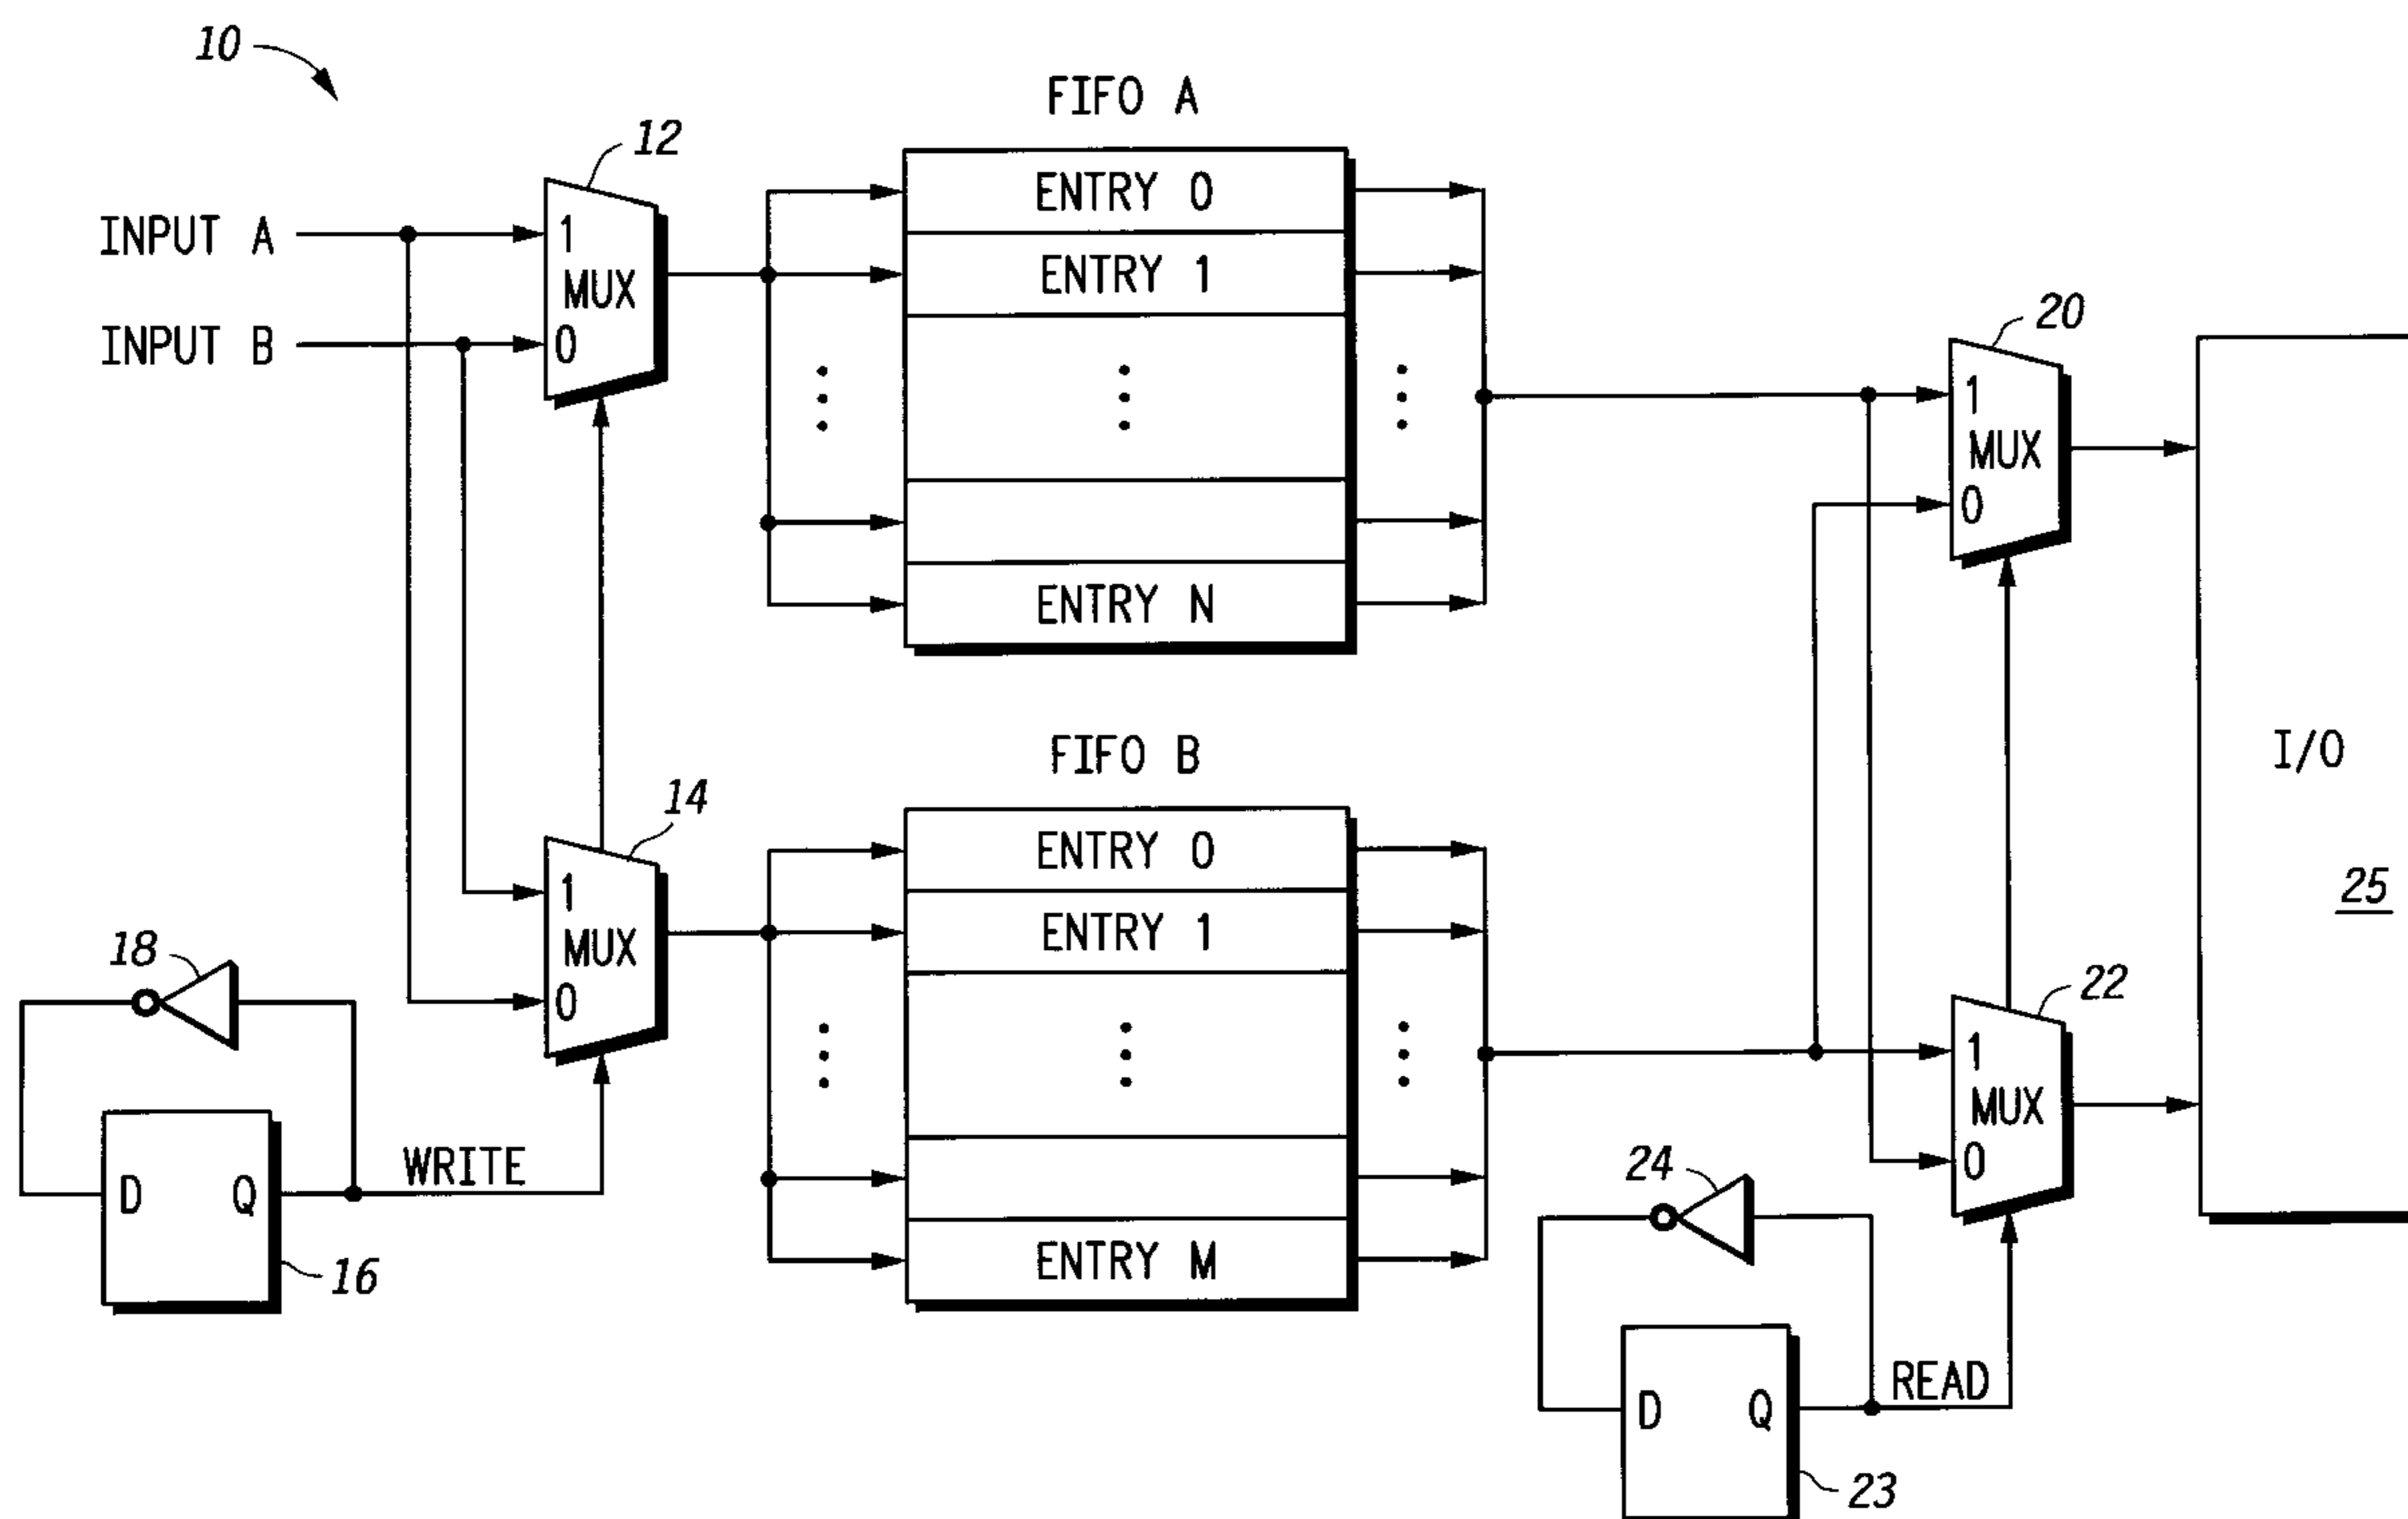 10
FIFO A
12
INPUT A
1
MUX
0
INPUT B
ENTRY 0
ENTRY 1
ENTRY N
20
1
MUX
0
I/O
25
FIFO B
14
1
MUX
0
ENTRY 0
ENTRY 1
ENTRY M
18
D Q
WRITE
16
22
1
MUX
0
24
D Q
READ
23